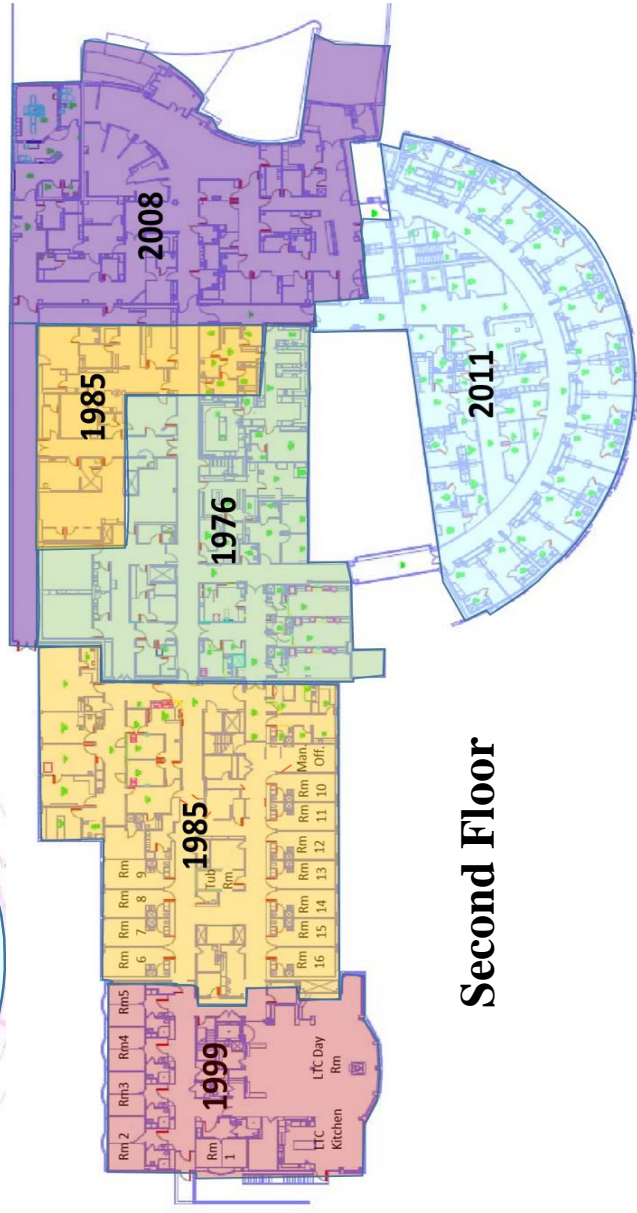 2008
1985
1976
2011
1985
1999
Rm 2
Rm3
Rm4
Rm5
Rm
6
Rm
7
Rm
8
Rm
9
Tub
Rm
Rm
1
LTC
Kitchen
LTC Day
Rm
Rm
16
Rm
15
Rm
14
Rm
13
Rm
12
Rm
11
Rm
10
Man.
Off.
Second Floor